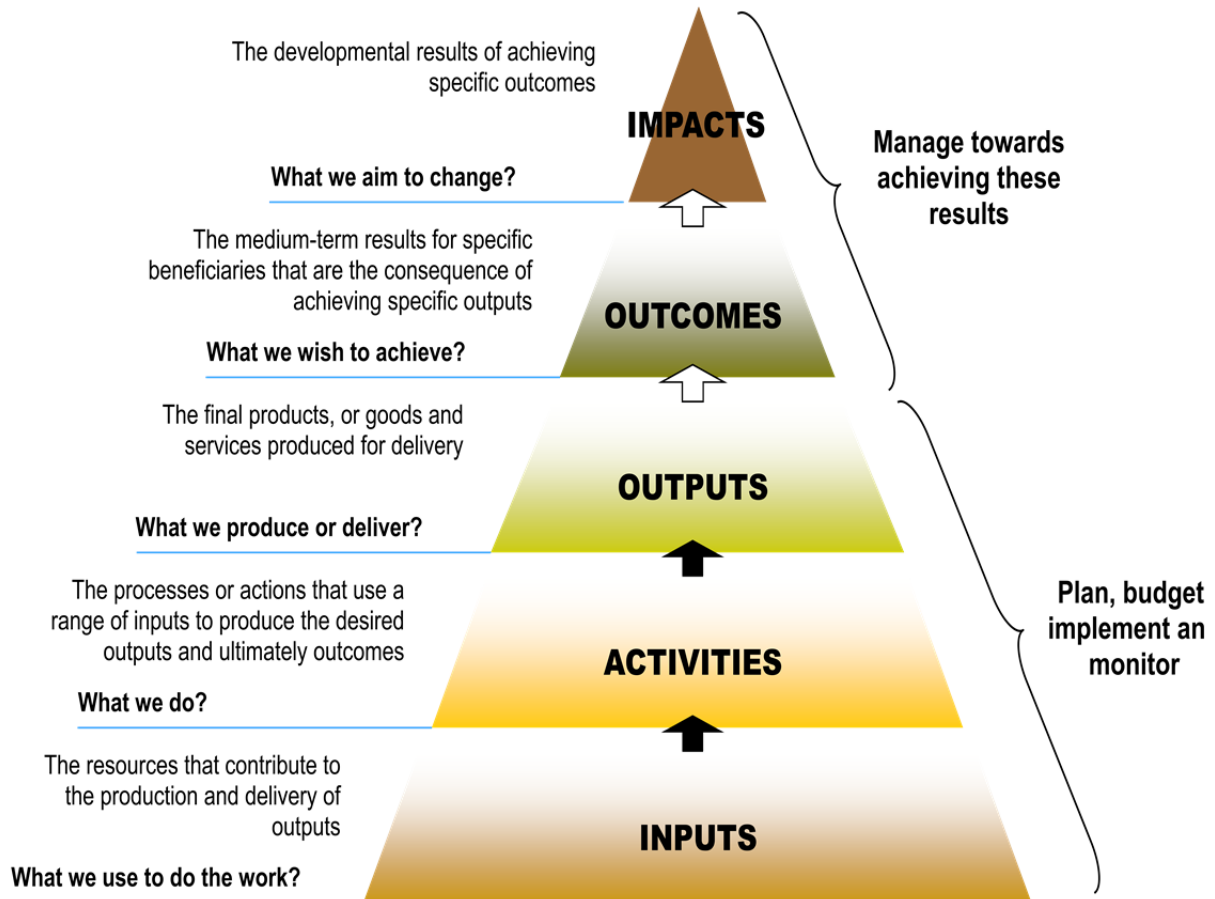 The developmental results of achieving
specific outcomes
IMPACTS
What we aim to change?
Manage towards
achieving these
results
The medium-term results for specific
beneficiaries that are the consequence of
achieving specific outputs
OUTCOMES
What we wish to achieve?
The final products, or goods and
services produced for delivery
OUTPUTS
What we produce or deliver?
The processes or actions that use a
range of inputs to produce the desired
outputs and ultimately outcomes
ACTIVITIES
What we do?
Plan, budget
implement an
monitor
The resources that contribute to
the production and delivery of
outputs
INPUTS
What we use to do the work?